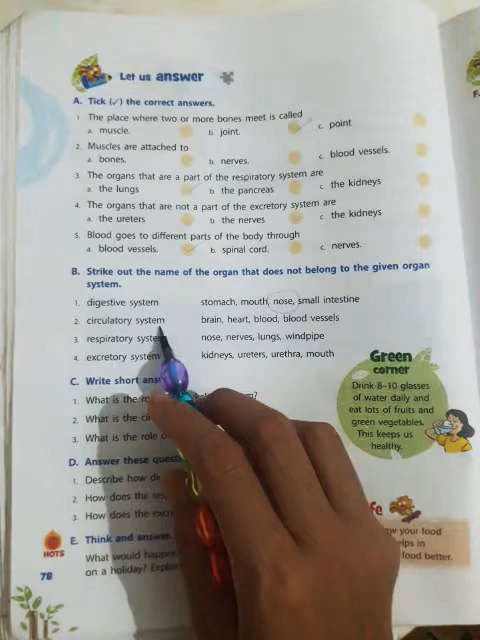 Let us answer
A. Tick (✓) the correct answers.
1. The place where two or more bones meet is called
a. muscle. b. joint. c. point
2. Muscles are attached to
a. bones. b. nerves. c. blood vessels.
3. The organs that are a part of the respiratory system are
a. the lungs b. the pancreas c. the kidneys
4. The organs that are not a part of the excretory system are
a. the ureters b. the nerves c. the kidneys
5. Blood goes to different parts of the body through
a. blood vessels. b. spinal cord. c. nerves.
B. Strike out the name of the organ that does not belong to the given organ
system.
1. digestive system stomach, mouth, nose, small intestine
2. circulatory system brain, heart, blood, blood vessels
3. respiratory system nose, nerves, lungs, windpipe
4. excretory system kidneys, ureters, urethra, mouth
Green
corner
Drink 8–10 glasses
of water daily and
eat lots of fruits and
green vegetables.
This keeps us
healthy.
C. Write short
1. What is the
2. What is the
3. What is the role
D. Answer these
1. Describe how
2. How does the
3. How does the
your food
in
food better.
HOTS
E. Think and answer.
What would
on a holiday?
78